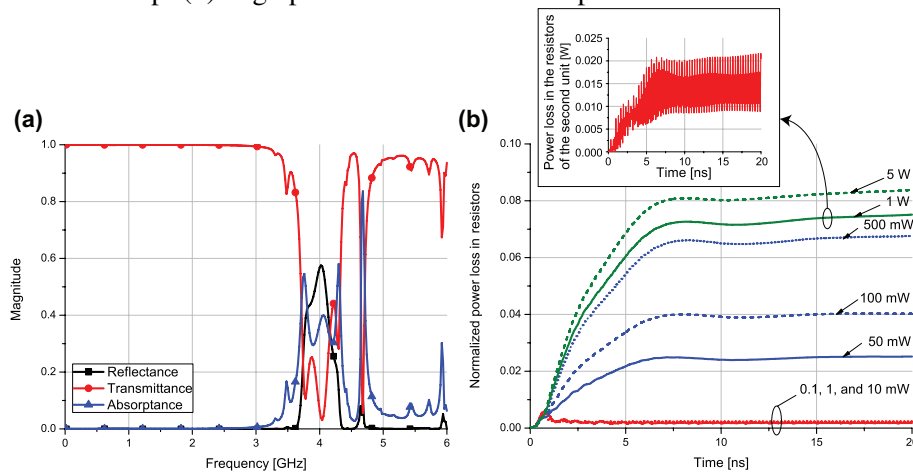 (a)
1.0
0.8
0.6
0.4
0.2
0.0
Magnitude
Reflectance
Transmittance
Absorptance
0
1
2
3
4
5
6
Frequency [GHz]
(b)
Power loss in the resistors
of the second unit [W]
0.025
0.020
0.015
0.010
0.005
0.000
0
5
10
15
20
Time [ns]
0.10
0.08
0.06
0.04
0.02
0.00
Normalized power loss in resistors
5 W
1 W
500 mW
100 mW
50 mW
0.1, 1, and 10 mW
0
5
10
15
20
Time [ns]